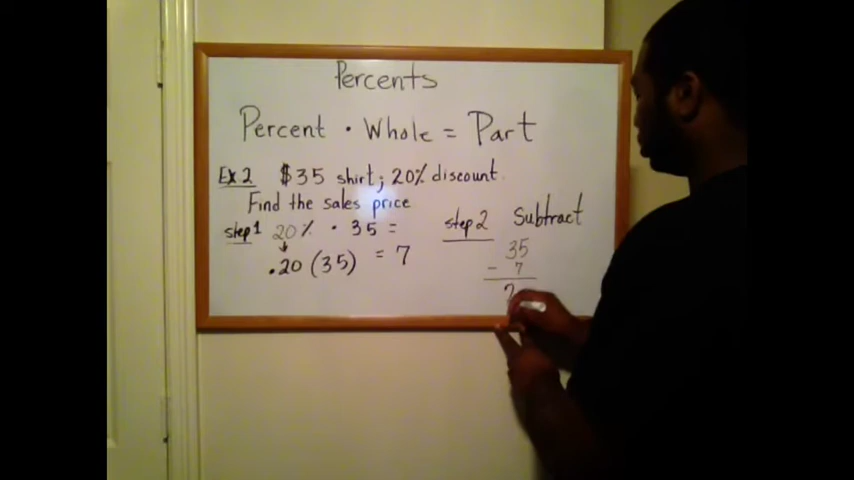 Percents
Percent · Whole = Part
Ex 2 $35 shirt; 20% discount.
Find the sales price
step 1 20% · 35 =
.20 (35) = 7
step 2 Subtract
35
- 7
2